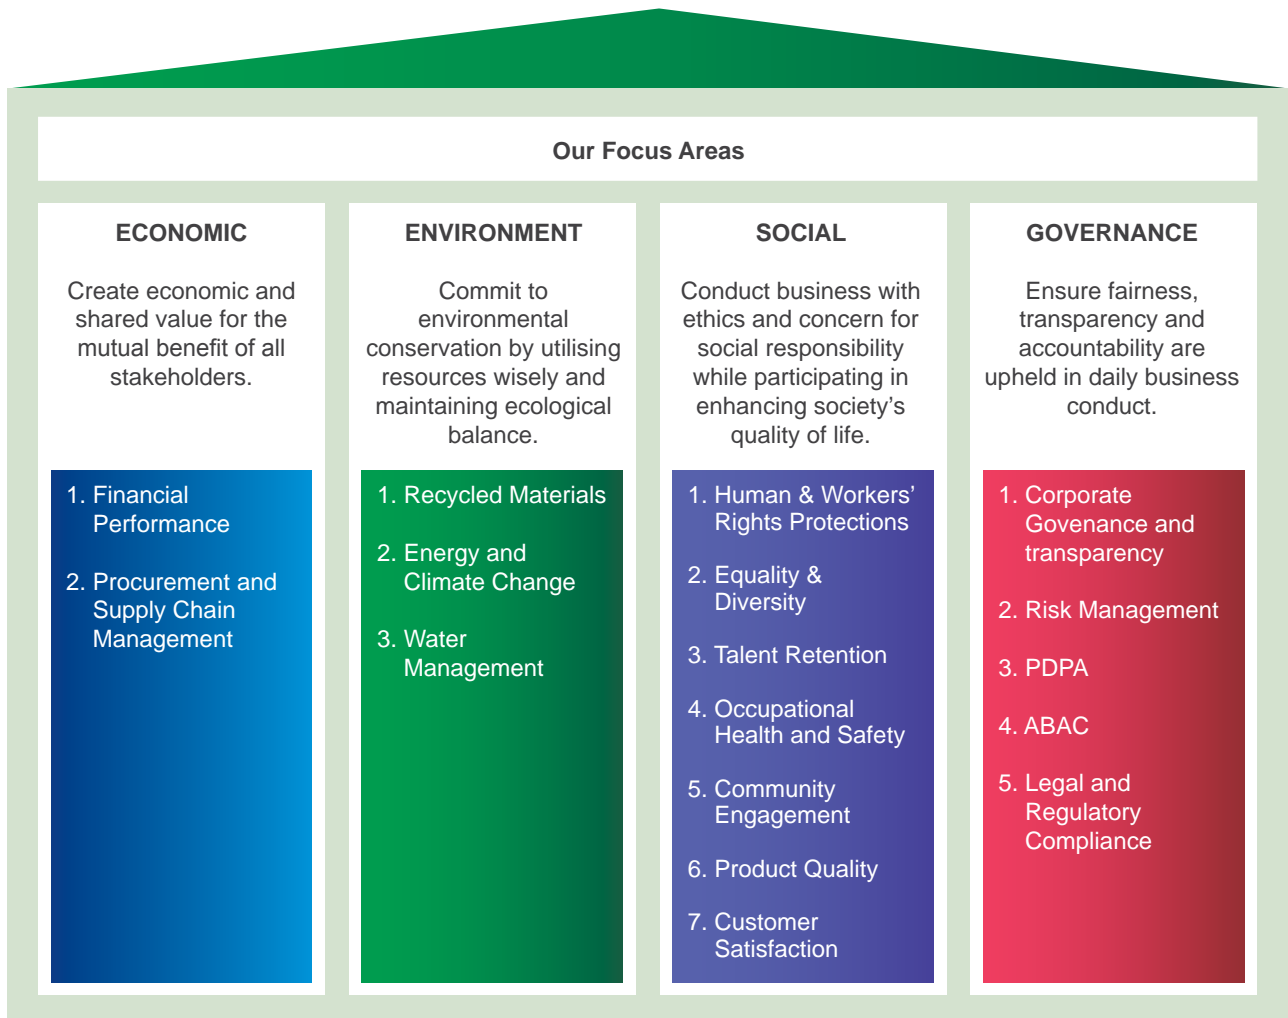 Our Focus Areas
ECONOMIC
Create economic and
shared value for the
mutual benefit of all
stakeholders.
1. Financial
Performance
2. Procurement and
Supply Chain
Management
ENVIRONMENT
Commit to
environmental
conservation by utilising
resources wisely and
maintaining ecological
balance.
1. Recycled Materials
2. Energy and
Climate Change
3. Water
Management
SOCIAL
Conduct business with
ethics and concern for
social responsibility
while participating in
enhancing society’s
quality of life.
1. Human & Workers’
Rights Protections
2. Equality &
Diversity
3. Talent Retention
4. Occupational
Health and Safety
5. Community
Engagement
6. Product Quality
7. Customer
Satisfaction
GOVERNANCE
Ensure fairness,
transparency and
accountability are
upheld in daily business
conduct.
1. Corporate
Govenance and
transparency
2. Risk Management
3. PDPA
4. ABAC
5. Legal and
Regulatory
Compliance